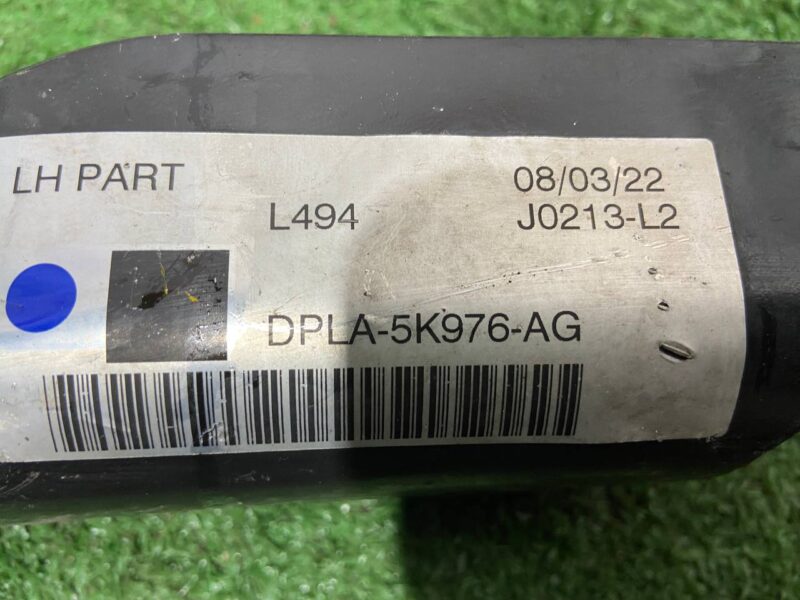 LH PART
08/03/22
L494
J0213-L2
DPLA-5K976-AG